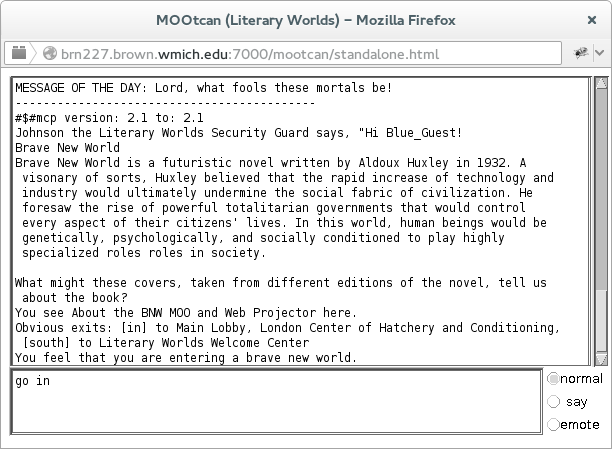 MOOtcan (Literary Worlds) – Mozilla Firefox
brn227.brown.wmich.edu:7000/mootcan/standalone.html
MESSAGE OF THE DAY: Lord, what fools these mortals be!
-------------------------------------------
#$#mcp version: 2.1 to: 2.1
Johnson the Literary Worlds Security Guard says, "Hi Blue_Guest!
Brave New World
Brave New World is a futuristic novel written by Aldoux Huxley in 1932. A
visonary of sorts, Huxley believed that the rapid increase of technology and
industry would ultimately undermine the social fabric of civilization. He
foresaw the rise of powerful totalitarian governments that would control
every aspect of their citizens' lives. In this world, human beings would be
genetically, psychologically, and socially conditioned to play highly
specialized roles roles in society.
What might these covers, taken from different editions of the novel, tell us
about the book?
You see About the BNW MOO and Web Projector here.
Obvious exits: [in] to Main Lobby, London Center of Hatchery and Conditioning,
[south] to Literary Worlds Welcome Center
You feel that you are entering a brave new world.
go in
normal
say
emote